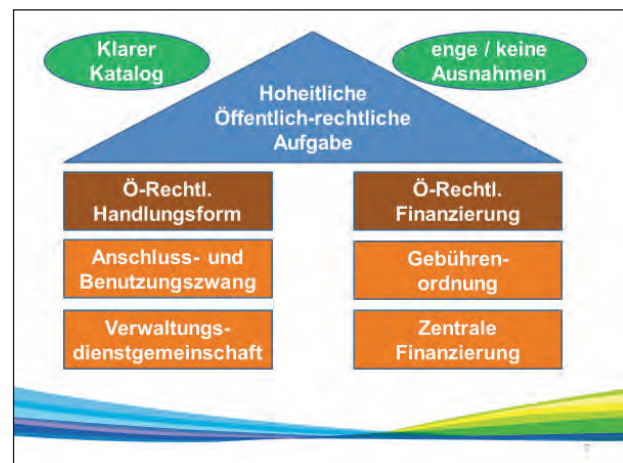 Klarer
Katalog
enge / keine
Ausnahmen
Hoheitliche
Öffentlich-rechtliche
Aufgabe
Ö-Rechtl.
Handlungsform
Ö-Rechtl.
Finanzierung
Anschluss- und
Benutzungszwang
Gebühren-
ordnung
Verwaltungs-
dienstgemeinschaft
Zentrale
Finanzierung